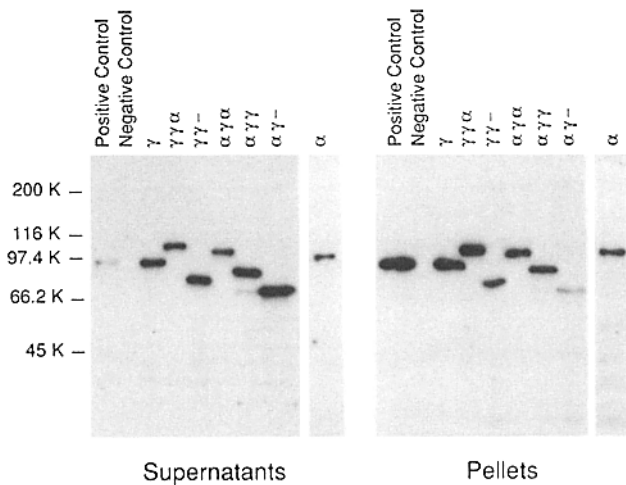 Positive Control
Negative Control
γ
γγα
γγ-
αγα
αγγ
αγ-
α
Positive Control
Negative Control
γ
γγα
γγ-
αγα
αγγ
αγ-
α
200 K
116 K
97.4 K
66.2 K
45 K
Supernatants
Pellets